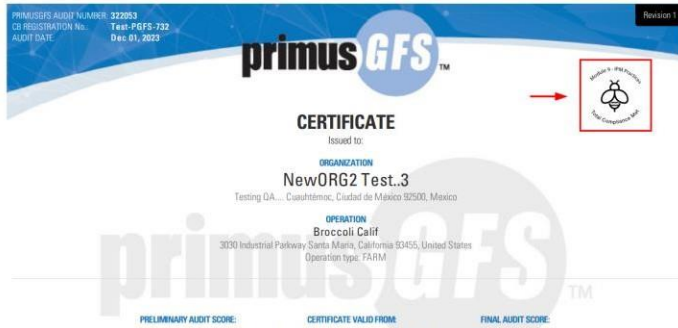 PRIMUSGFS AUDIT NUMBER: 322053
CB REGISTRATION No.: Test-PGFS-732
AUDIT DATE: Dec 01, 2023
Revision 1
primus GFS TM
Module 9 - IPM Practices
Total Compliance Met
CERTIFICATE
Issued to:
ORGANIZATION
NewORG2 Test..3
Testing QA.... Cuauhtémoc, Ciudad de México 92500, Mexico
OPERATION
Broccoli Calif
3030 Industrial Parkway Santa Maria, California 93455, United States
Operation type: FARM
primus GFS TM
PRELIMINARY AUDIT SCORE: CERTIFICATE VALID FROM: FINAL AUDIT SCORE: